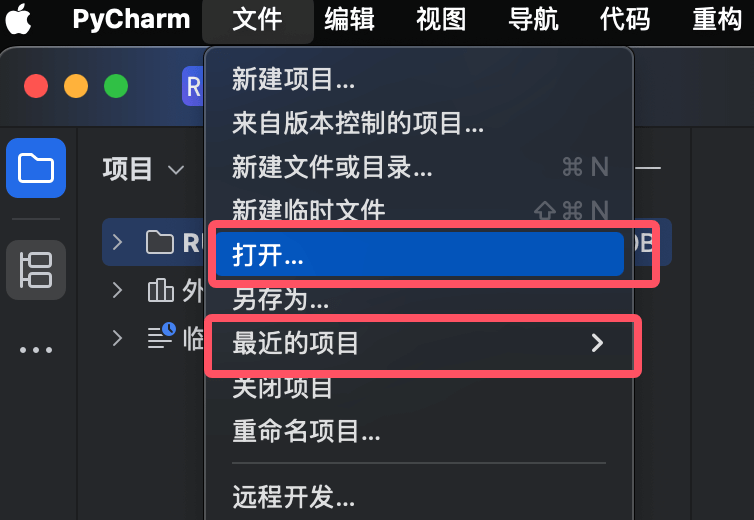 PyCharm 文件 编辑 视图 导航 代码 重构
R
新建项目...
来自版本控制的项目...
项目
新建文件或目录... ⌘ N
新建临时文件 ⇧ ⌘ N
打开...
外
另存为...
临
最近的项目
关闭项目
重命名项目...
远程开发...